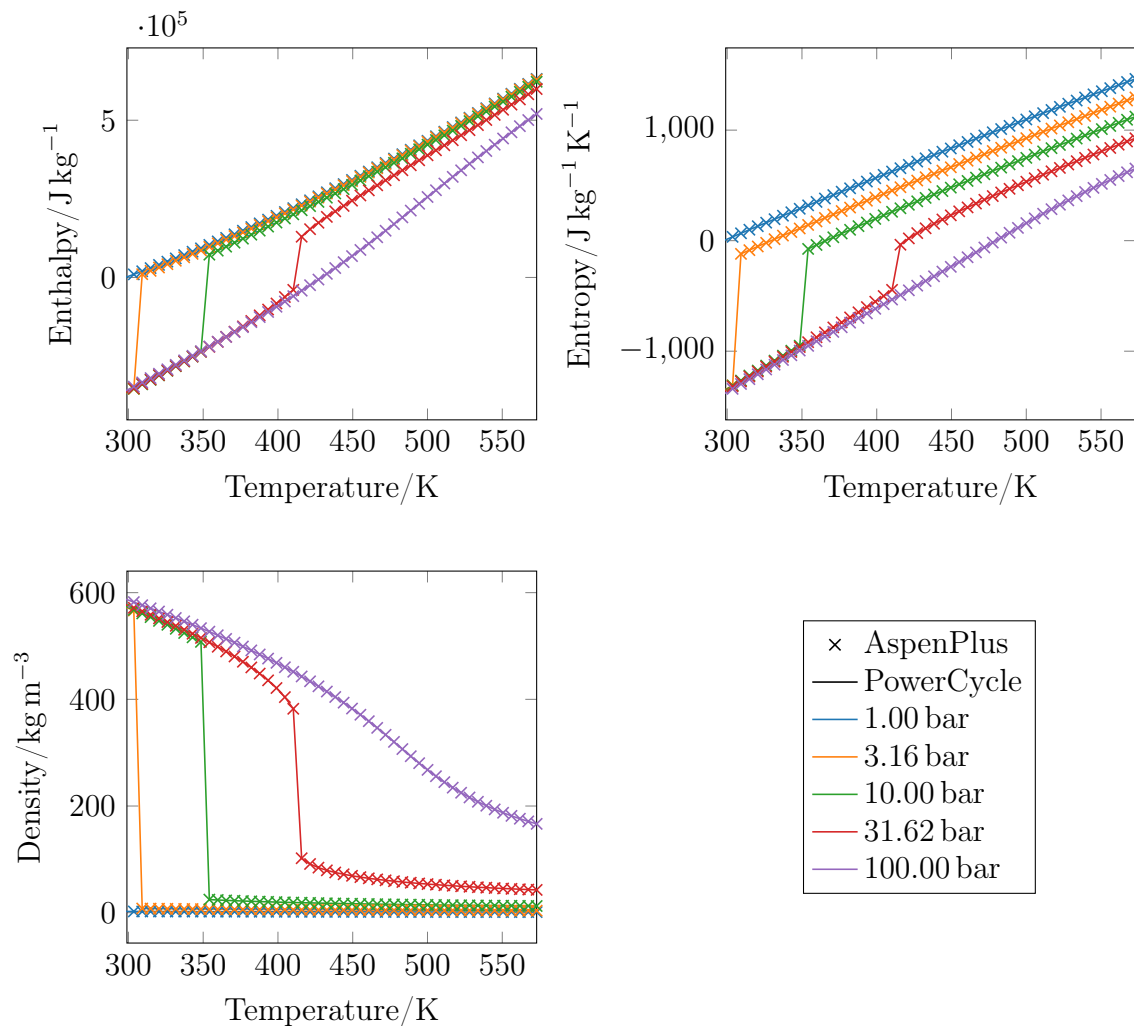 ·10⁵
5
0
Enthalpy/J kg⁻¹
300 350 400 450 500 550
Temperature/K
1,000
0
−1,000
Entropy/J kg⁻¹ K⁻¹
300 350 400 450 500 550
Temperature/K
600
400
200
0
Density/kg m⁻³
300 350 400 450 500 550
Temperature/K
AspenPlus
PowerCycle
1.00 bar
3.16 bar
10.00 bar
31.62 bar
100.00 bar